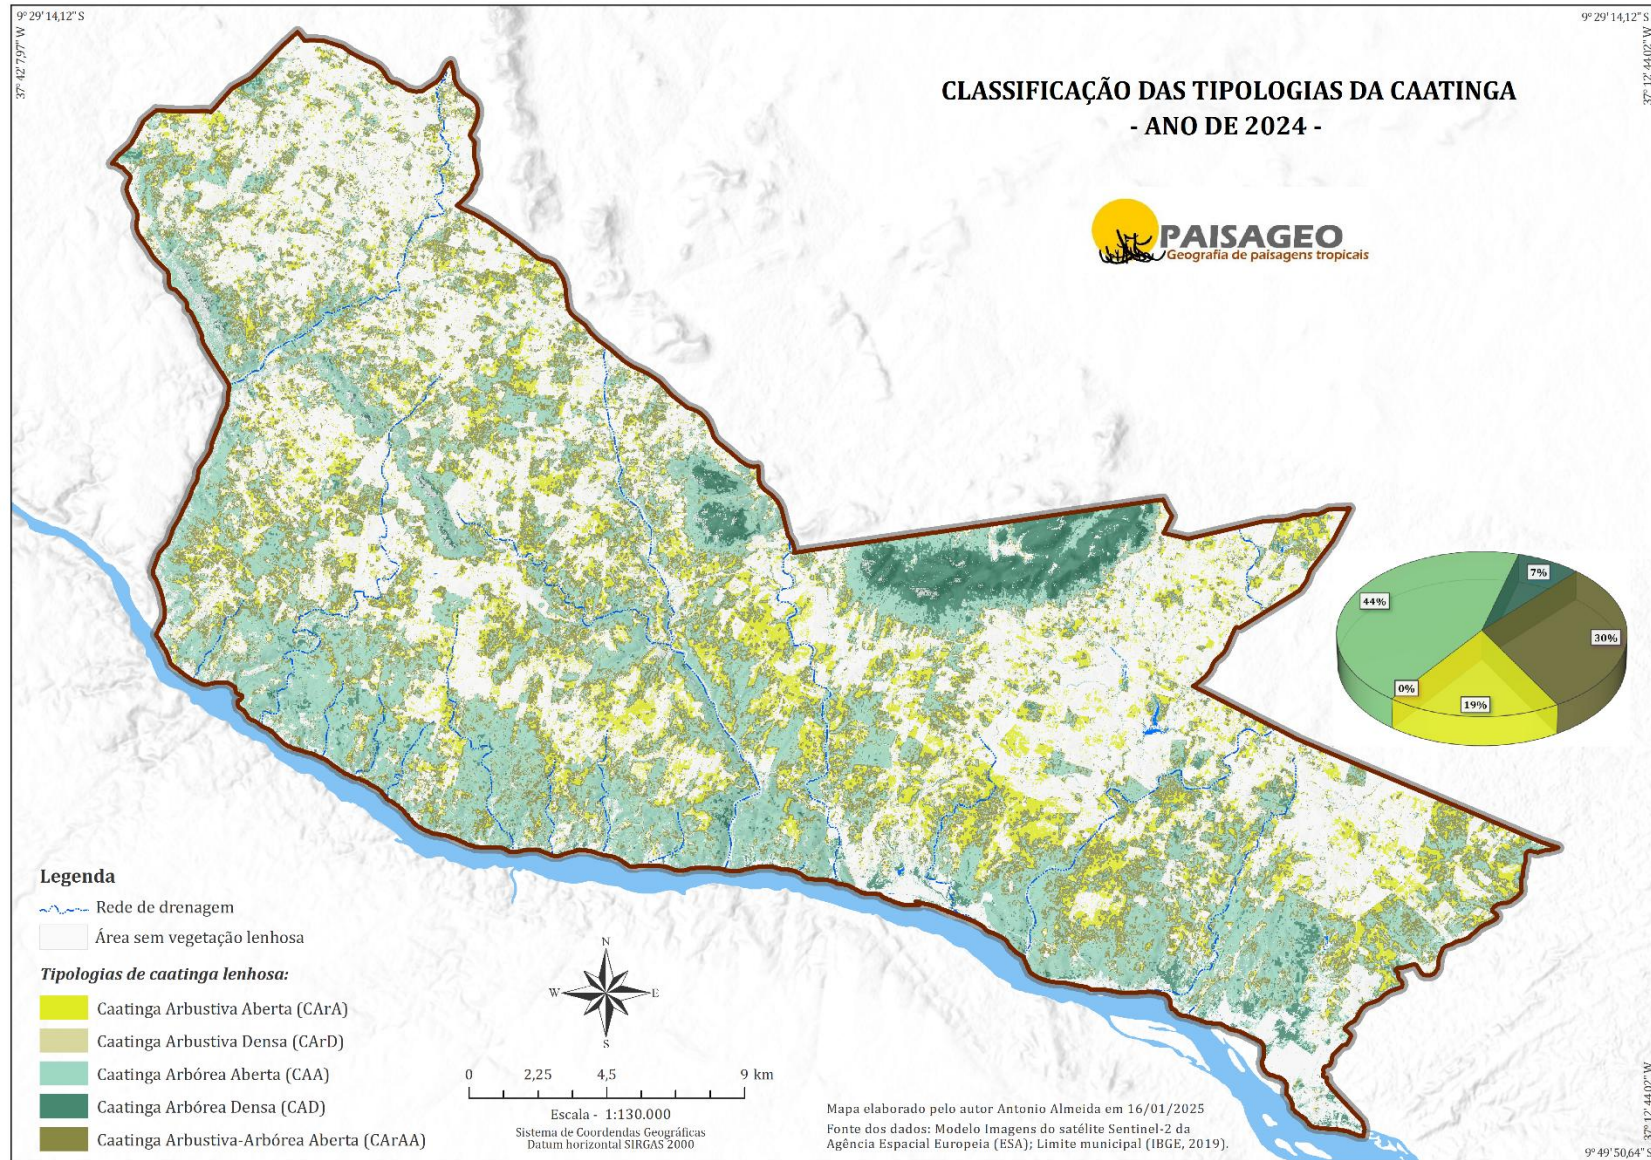 9° 29' 14,12" S
9° 29' 14,12" S
37° 42' 7,97" W
37° 12' 44,02" W
CLASSIFICAÇÃO DAS TIPOLOGIAS DA CAATINGA
- ANO DE 2024 -
PAISAGEO
Geografia de paisagens tropicais
7%
44%
30%
0%
19%
Legenda
Rede de drenagem
Área sem vegetação lenhosa
Tipologias de caatinga lenhosa:
Caatinga Arbustiva Aberta (CArA)
Caatinga Arbustiva Densa (CArD)
Caatinga Arbórea Aberta (CAA)
Caatinga Arbórea Densa (CAD)
Caatinga Arbustiva-Arbórea Aberta (CArAA)
N
W E
S
0 2,25 4,5 9 km
Escala - 1:130.000
Sistema de Coordendas Geográficas
Datum horizontal SIRGAS 2000
Mapa elaborado pelo autor Antonio Almeida em 16/01/2025
Fonte dos dados: Modelo Imagens do satélite Sentinel-2 da
Agência Espacial Europeia (ESA); Limite municipal (IBGE, 2019).
37° 12' 44,02" W
9° 49' 50,64" S